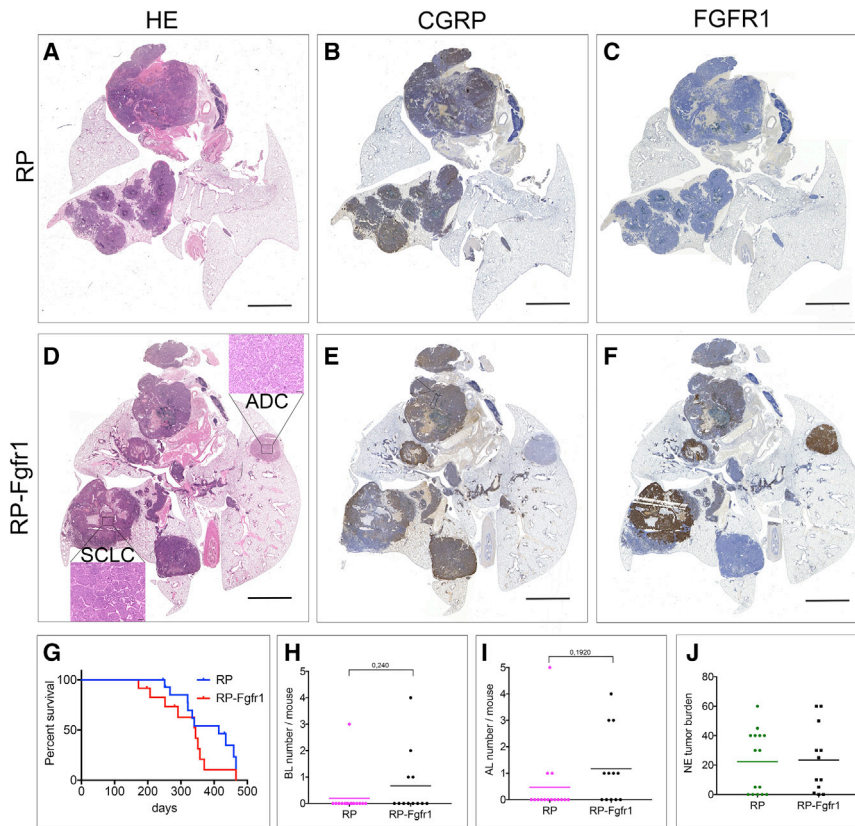 HE CGRP FGFR1
RP
A B C
RP-Fgfr1
D E F
ADC
SCLC
G H I J
Percent survival
100
50
0
0 100 200 300 400 500
days
RP
RP-Fgfr1
BL number / mouse
5
4
3
2
1
0
0,240
RP RP-Fgfr1
AL number / mouse
5
4
3
2
1
0
0,1920
RP RP-Fgfr1
NE tumor burden
80
60
40
20
0
RP RP-Fgfr1